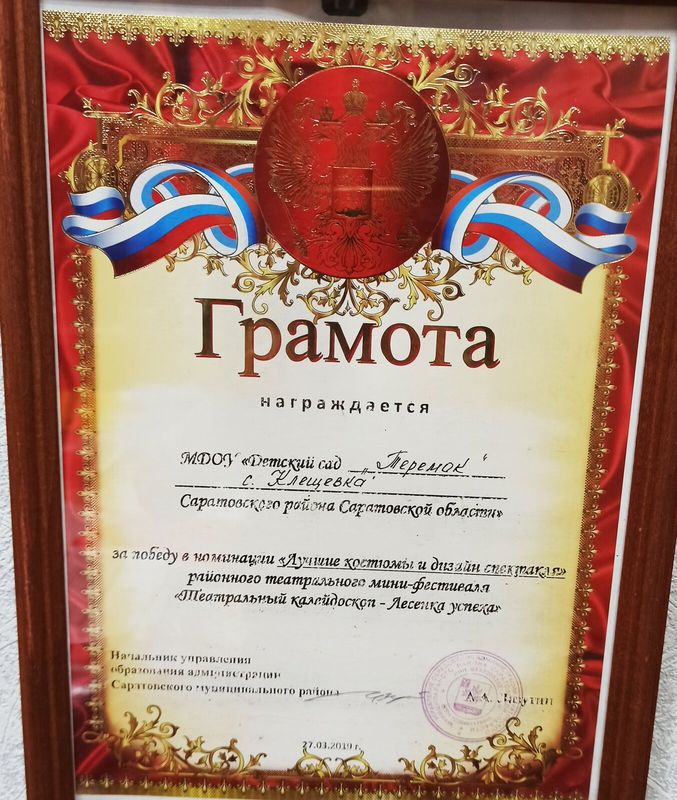 Грамота
награждается
МДОУ «Детский сад „Теремок"
с. Клещевка
Саратовского района Саратовской области»
за победу в номинации «Лучшие костюмы и дизайн спектакля»
районного театрального мини-фестиваля
«Театральный калейдоскоп - Лесенка успеха»
Начальник управления
образования администрации
Саратовского муниципального района
А.А.
27.03.2019 г.